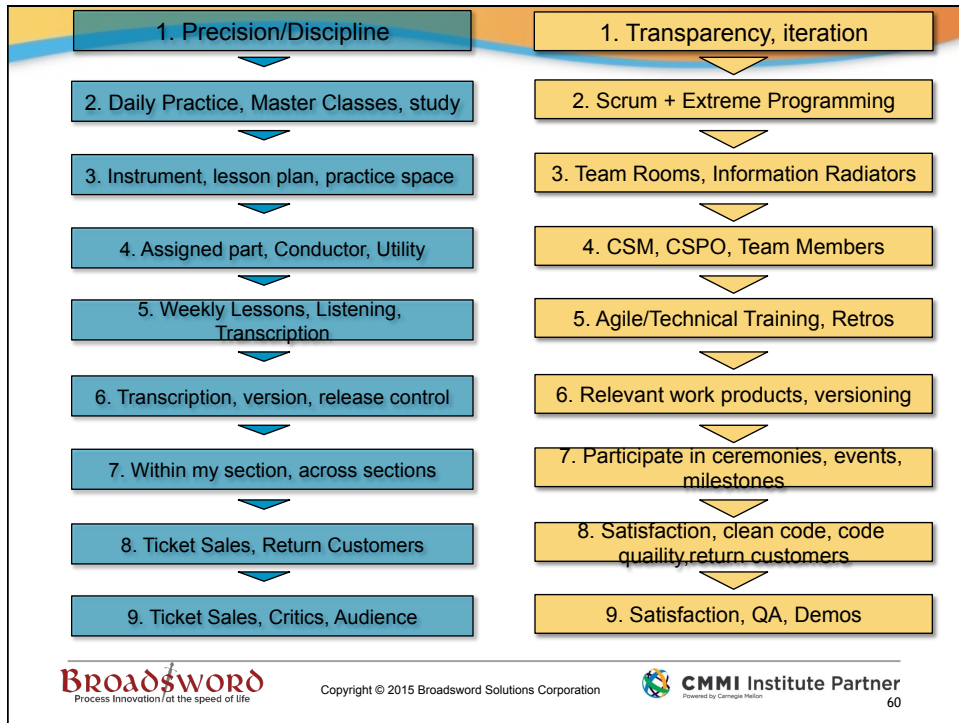 1. Precision/Discipline
2. Daily Practice, Master Classes, study
3. Instrument, lesson plan, practice space
4. Assigned part, Conductor, Utility
5. Weekly Lessons, Listening,
Transcription
6. Transcription, version, release control
7. Within my section, across sections
8. Ticket Sales, Return Customers
9. Ticket Sales, Critics, Audience
1. Transparency, iteration
2. Scrum + Extreme Programming
3. Team Rooms, Information Radiators
4. CSM, CSPO, Team Members
5. Agile/Technical Training, Retros
6. Relevant work products, versioning
7. Participate in ceremonies, events,
milestones
8. Satisfaction, clean code, code
quaility,return customers
9. Satisfaction, QA, Demos
BROADSWORD
Process Innovation at the speed of life
Copyright © 2015 Broadsword Solutions Corporation
CMMI Institute Partner
Powered by Carnegie Mellon
60